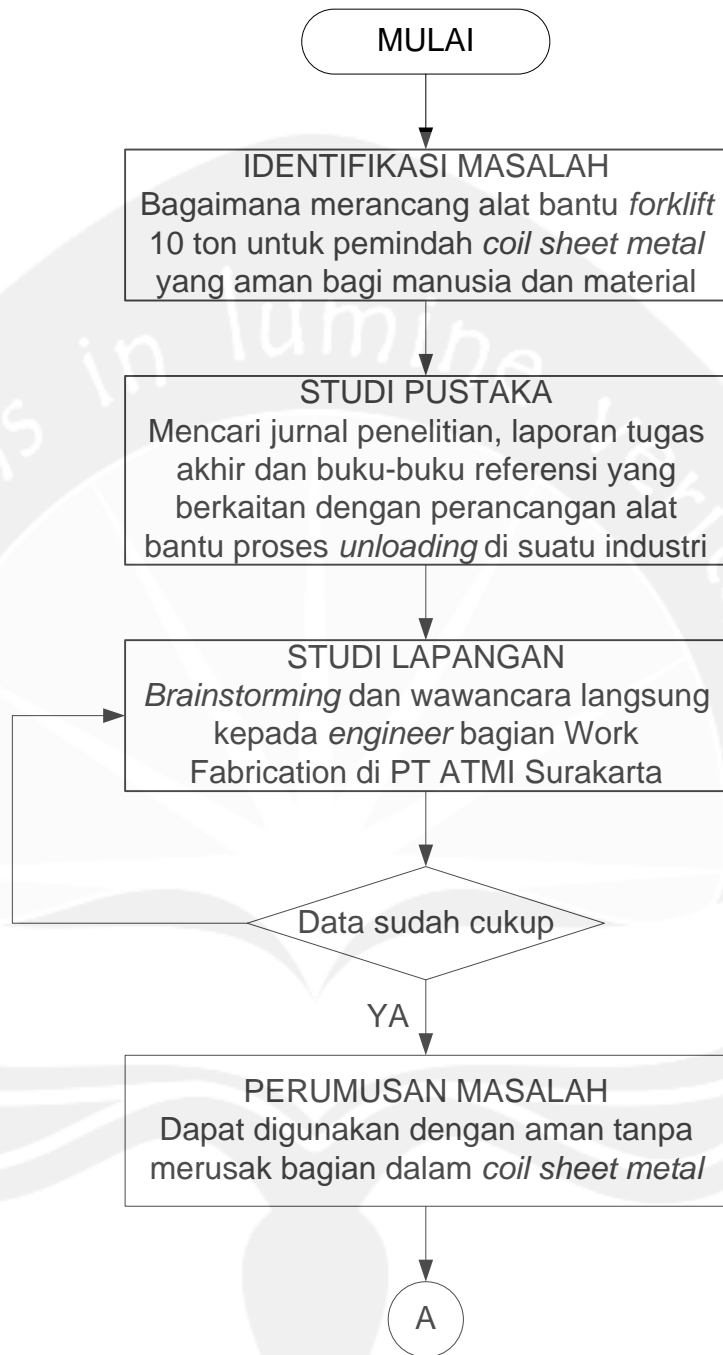 MULAI
IDENTIFIKASI MASALAH
Bagaimana merancang alat bantu forklift
10 ton untuk pemindah coil sheet metal
yang aman bagi manusia dan material
in lumine
STUDI PUSTAKA
Mencari jurnal penelitian, laporan tugas
akhir dan buku-buku referensi yang
berkaitan dengan perancangan alat
bantu proses unloading di suatu industri
STUDI LAPANGAN
Brainstorming dan wawancara langsung
kepada engineer bagian Work
Fabrication di PT ATMI Surakarta
Data sudah cukup
YA
PERUMUSAN MASALAH
Dapat digunakan dengan aman tanpa
merusak bagian dalam coil sheet metal
A